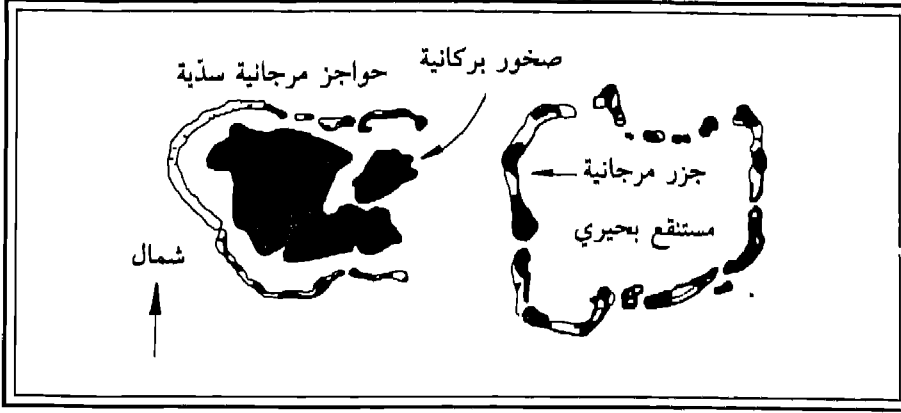 صخور بركانية
حواجز مرجانية سدّية
جزر مرجانية
مستنقع بحيري
شمال